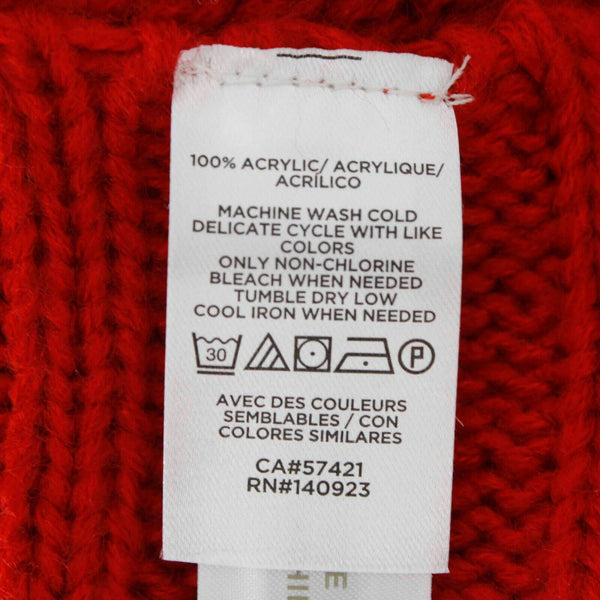 100% ACRYLIC/ ACRYLIQUE/
ACRÍLICO
MACHINE WASH COLD
DELICATE CYCLE WITH LIKE
COLORS
ONLY NON-CHLORINE
BLEACH WHEN NEEDED
TUMBLE DRY LOW
COOL IRON WHEN NEEDED
30 P
AVEC DES COULEURS
SEMBLABLES / CON
COLORES SIMILARES
CA#57421
RN#140923